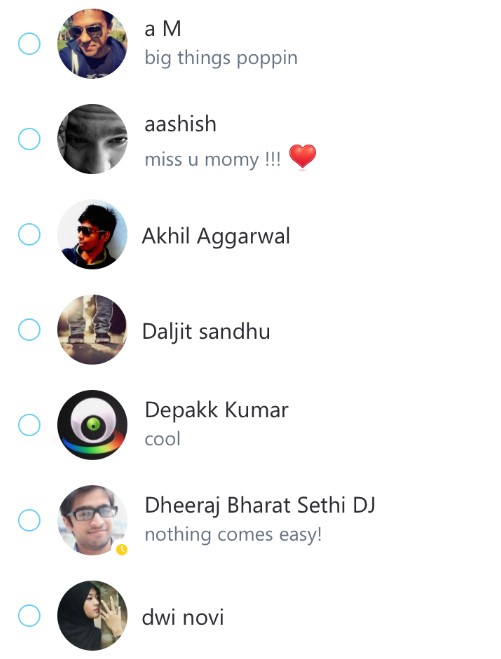 a M
big things poppin
aashish
miss u momy !!! ❤
Akhil Aggarwal
Daljit sandhu
Depakk Kumar
cool
Dheeraj Bharat Sethi DJ
nothing comes easy!
dwi novi